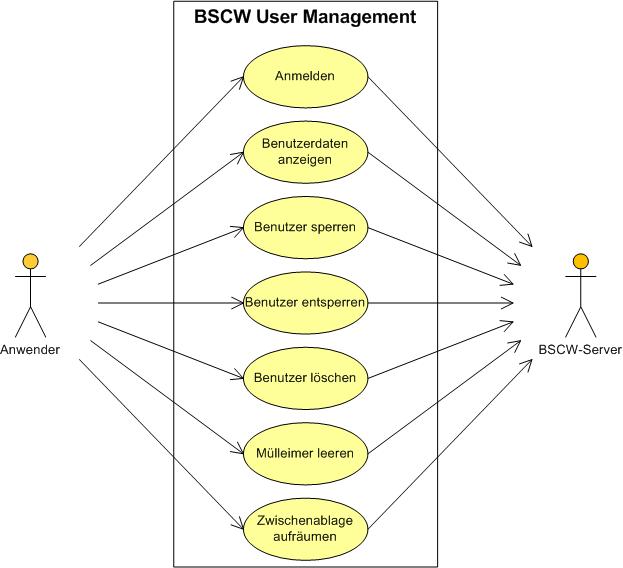 BSCW User Management
Anmelden
Benutzerdaten
anzeigen
Benutzer sperren
Benutzer entsperren
Anwender
BSCW-Server
Benutzer löschen
Mülleimer leeren
Zwischenablage
aufräumen